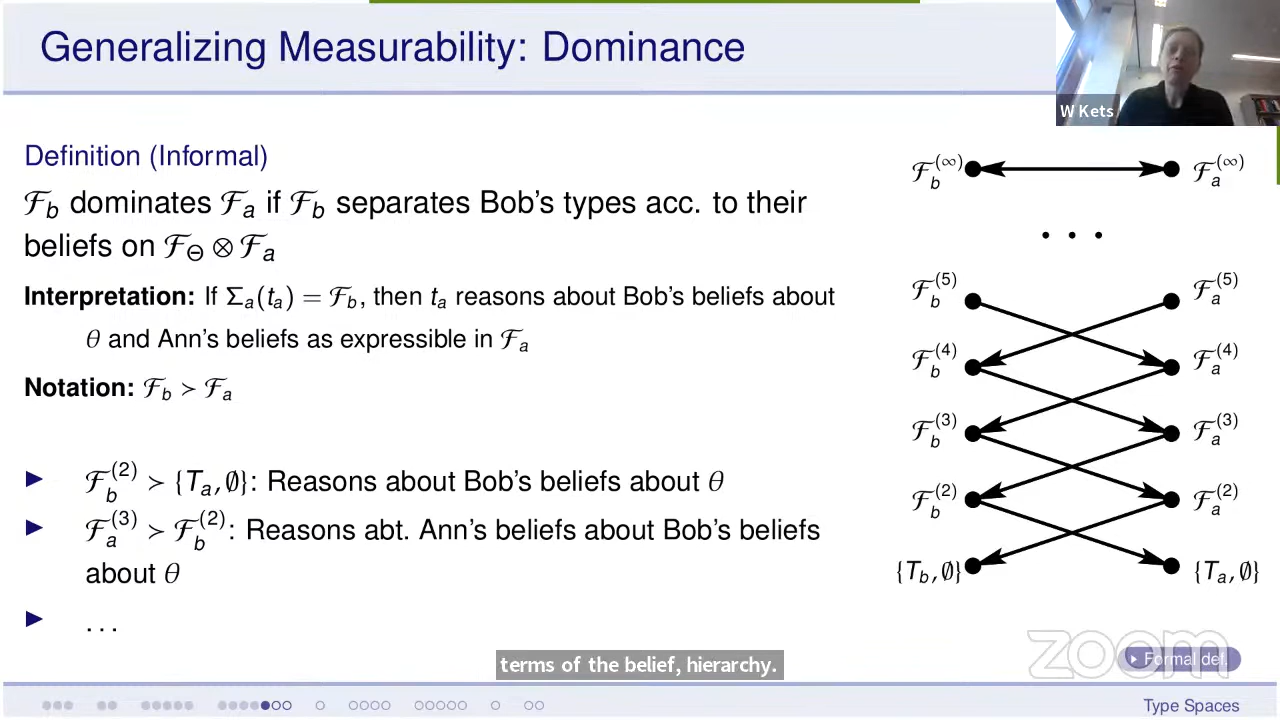 Generalizing Measurability: Dominance
W Kets
Definition (Informal)
ℱ_b dominates ℱ_a if ℱ_b separates Bob's types acc. to their
beliefs on ℱ_Θ ⊗ ℱ_a
Interpretation: If Σ_a(t_a) = ℱ_b, then t_a reasons about Bob's beliefs about
θ and Ann's beliefs as expressible in ℱ_a
Notation: ℱ_b ≻ ℱ_a
► ℱ_b^(2) ≻ {T_a, ∅}: Reasons about Bob's beliefs about θ
► ℱ_a^(3) ≻ ℱ_b^(2): Reasons abt. Ann's beliefs about Bob's beliefs
about θ
► ...
ℱ_b^(∞) ℱ_a^(∞)
...
ℱ_b^(5) ℱ_a^(5)
ℱ_b^(4) ℱ_a^(4)
ℱ_b^(3) ℱ_a^(3)
ℱ_b^(2) ℱ_a^(2)
{T_b, ∅} {T_a, ∅}
terms of the belief, hierarchy.
zoom
Formal def.
Type Spaces